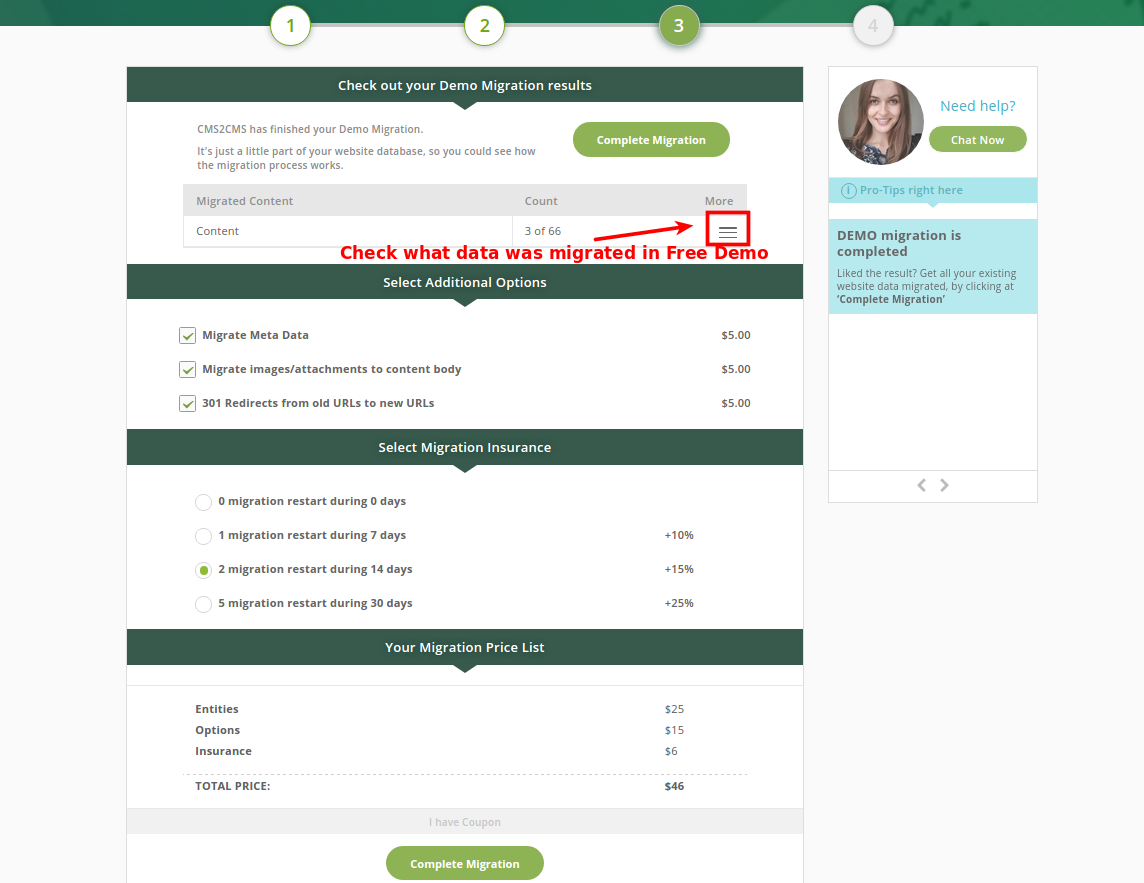 1
2
3
4
Check out your Demo Migration results
CMS2CMS has finished your Demo Migration.
It's just a little part of your website database, so you could see how
the migration process works.
Complete Migration
Migrated Content Count More
Content 3 of 66
Check what data was migrated in Free Demo
Select Additional Options
Migrate Meta Data $5.00
Migrate images/attachments to content body $5.00
301 Redirects from old URLs to new URLs $5.00
Select Migration Insurance
0 migration restart during 0 days
1 migration restart during 7 days +10%
2 migration restart during 14 days +15%
5 migration restart during 30 days +25%
Your Migration Price List
Entities $25
Options $15
Insurance $6
TOTAL PRICE: $46
I have Coupon
Complete Migration
Need help?
Chat Now
i Pro-Tips right here
DEMO migration is
completed
Liked the result? Get all your existing
website data migrated, by clicking at
‘Complete Migration’